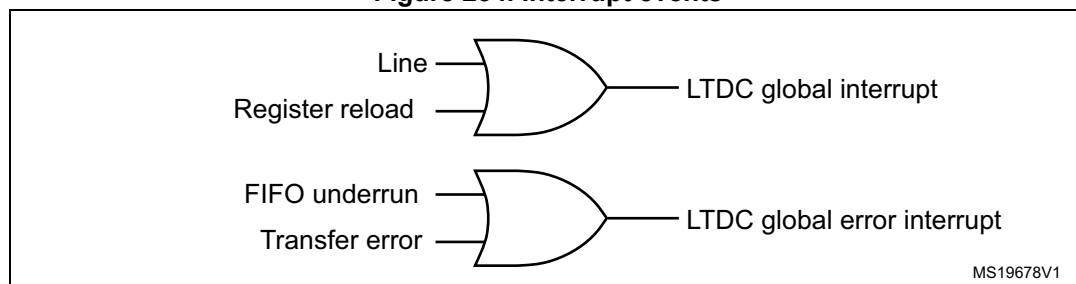 Line
Register reload
LTDC global interrupt
FIFO underrun
Transfer error
LTDC global error interrupt
MS19678V1